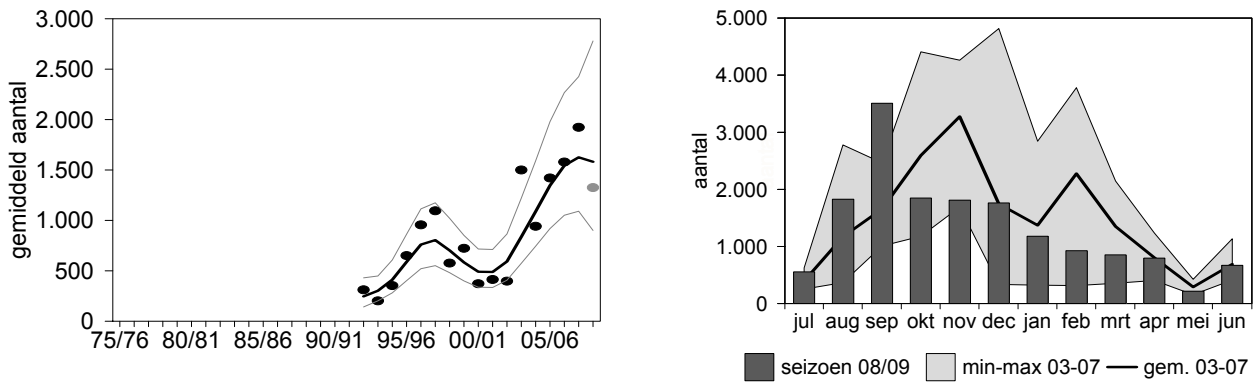 gemiddeld aantal
3.000
2.500
2.000
1.500
1.000
500
0
75/76 80/81 85/86 90/91 95/96 00/01 05/06
aantal
5.000
4.000
3.000
2.000
1.000
0
jul aug sep okt nov dec jan feb mrt apr mei jun
seizoen 08/09 min-max 03-07 gem. 03-07